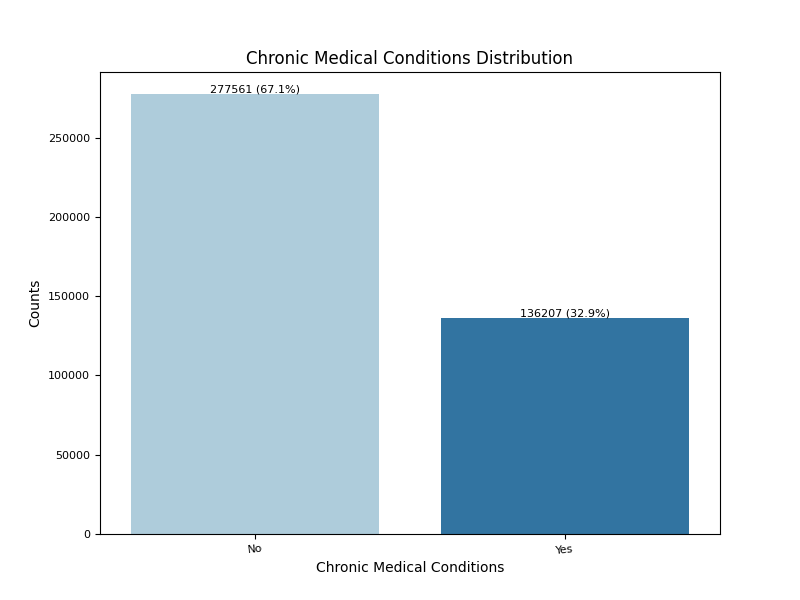 Chronic Medical Conditions Distribution
277561 (67.1%)
136207 (32.9%)
Counts
250000
200000
150000
100000
50000
0
No
Yes
Chronic Medical Conditions